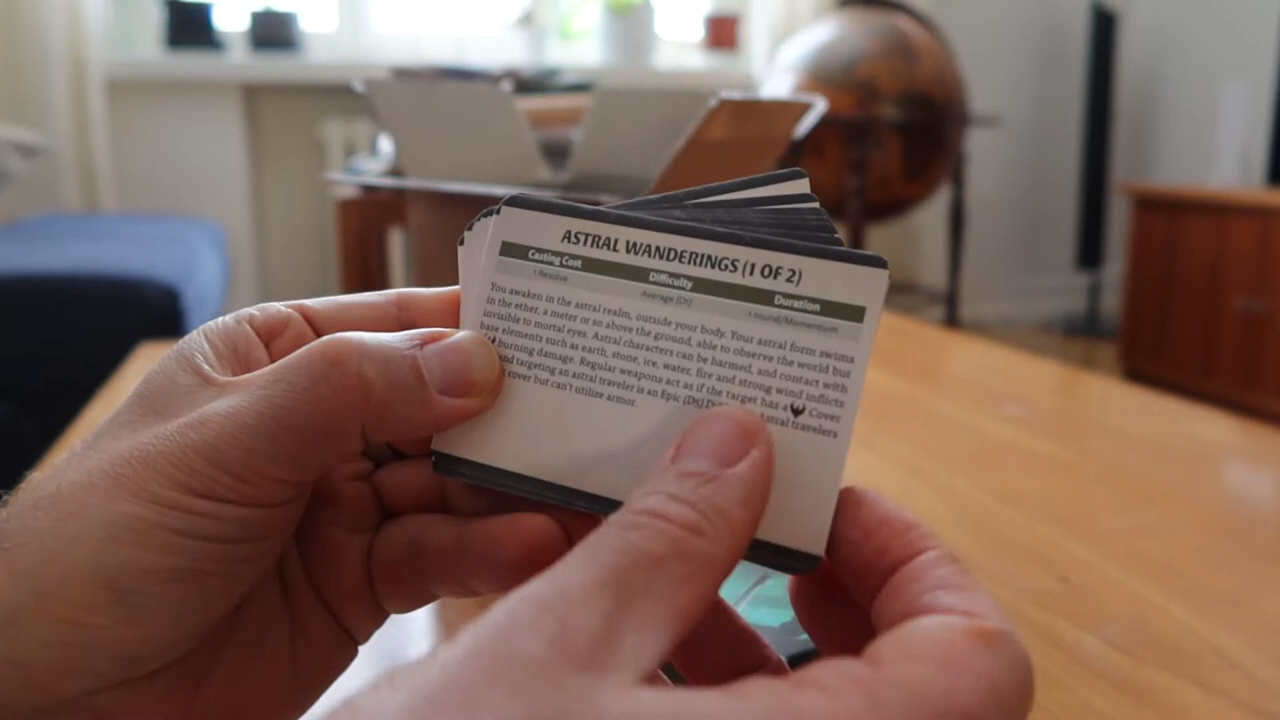 ASTRAL WANDERINGS (1 OF 2)
Casting Cost Difficulty Duration
1 Resolve Average [D1] 1 round/Momentum
You awaken in the astral realm, outside your body. Your astral form swims
in the ether, a meter or so above the ground, able to observe the world but
invisible to mortal eyes. Astral characters can be harmed, and contact with
base elements such as earth, stone, ice, water, fire and strong wind inflicts
burning damage. Regular weapons act as if the target has 4 Cover
and targeting an astral traveler is an Epic [D5] Astral travelers
cover but can't utilize armor.